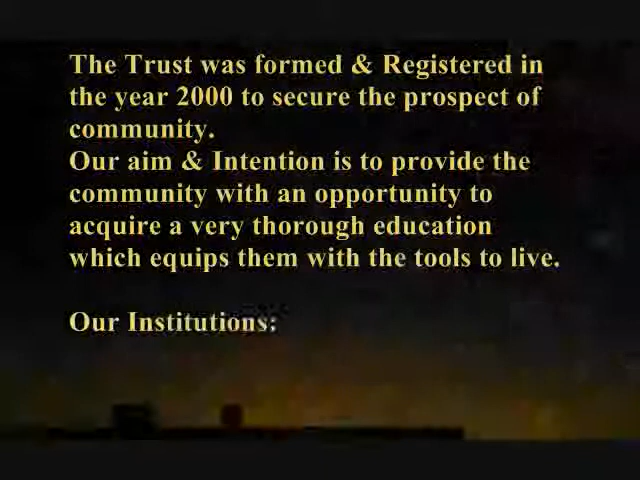 The Trust was formed & Registered in
the year 2000 to secure the prospect of
community.
Our aim & Intention is to provide the
community with an opportunity to
acquire a very thorough education
which equips them with the tools to live.
Our Institutions: